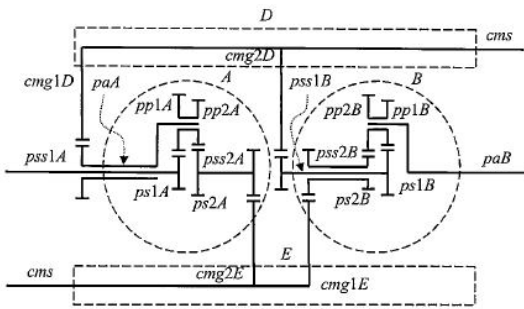 D
cms
cmg2D
cmg1D
paA
A
pss1B
B
pp1A
pp2A
pp2B
pp1B
pss1A
pss2A
pss2B
paB
ps1A
ps2A
ps2B
ps1B
E
cms
cmg2E
cmg1E